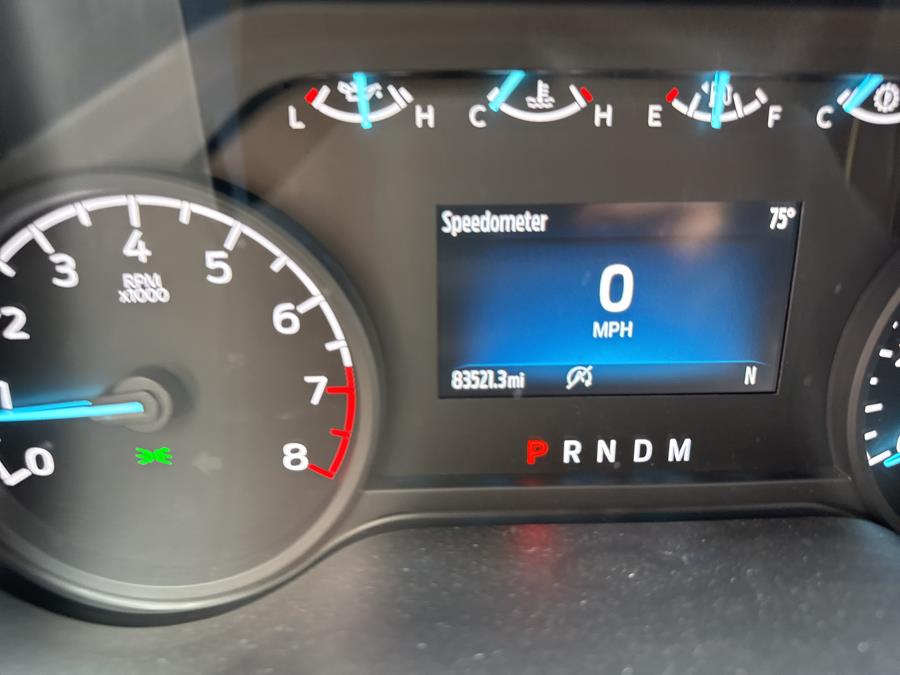 L H C H E F C
Speedometer 75°
0
MPH
83521.3mi N
P R N D M
0 1 2 3 4 5 6 7 8
RPM
x1000